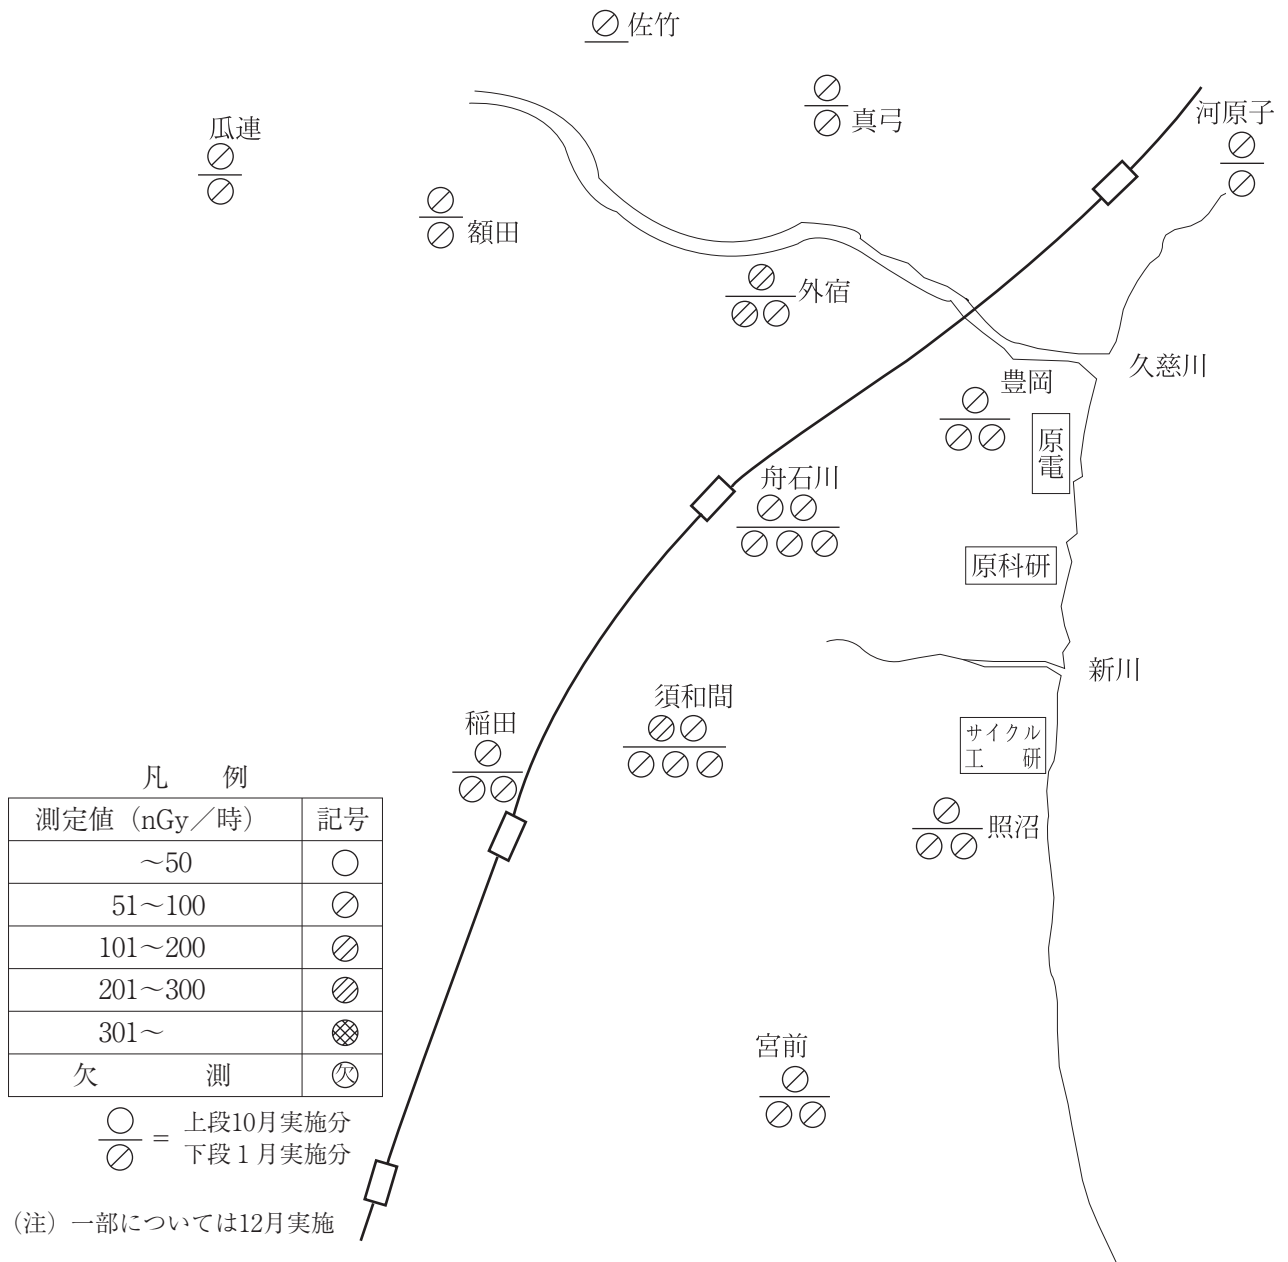 佐竹
真弓
河原子
瓜連
額田
外宿
久慈川
豊岡
原電
舟石川
原科研
新川
須和間
稲田
サイクル
工　研
照沼
宮前
凡　例
測定値（nGy／時） 記号
～50
51～100
101～200
201～300
301～
欠　測 欠
= 上段10月実施分
下段１月実施分
（注）一部については12月実施